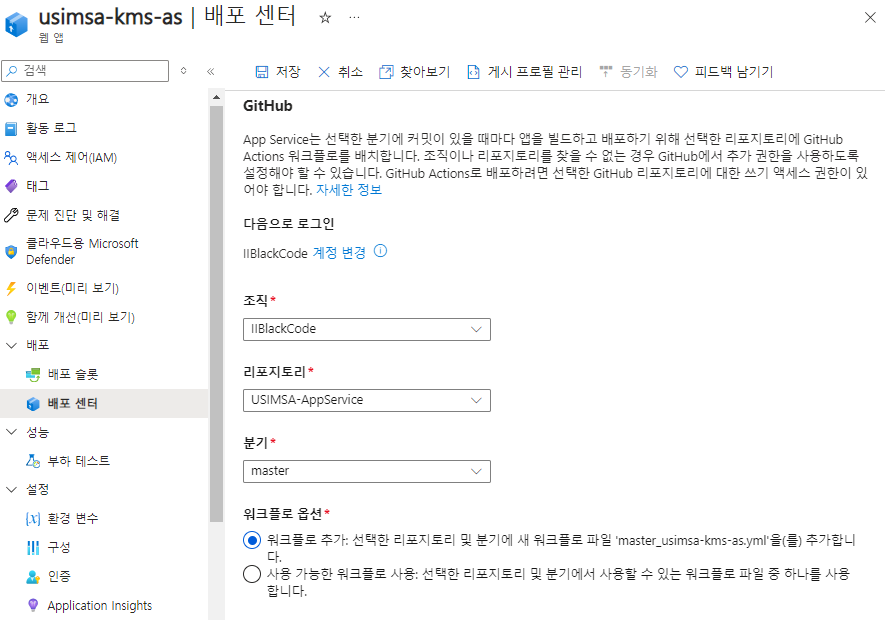 usimsa-kms-as | 배포 센터
웹 앱
검색
저장 취소 찾아보기 게시 프로필 관리 동기화 피드백 남기기
개요
활동 로그
액세스 제어(IAM)
태그
문제 진단 및 해결
클라우드용 Microsoft
Defender
이벤트(미리 보기)
함께 개선(미리 보기)
배포
배포 슬롯
배포 센터
성능
부하 테스트
설정
환경 변수
구성
인증
Application Insights
GitHub
App Service는 선택한 분기에 커밋이 있을 때마다 앱을 빌드하고 배포하기 위해 선택한 리포지토리에 GitHub
Actions 워크플로를 배치합니다. 조직이나 리포지토리를 찾을 수 없는 경우 GitHub에서 추가 권한을 사용하도록
설정해야 할 수 있습니다. GitHub Actions로 배포하려면 선택한 GitHub 리포지토리에 대한 쓰기 액세스 권한이 있
어야 합니다. 자세한 정보
다음으로 로그인
IIBlackCode 계정 변경
조직*
IIBlackCode
리포지토리*
USIMSA-AppService
분기*
master
워크플로 옵션*
워크플로 추가: 선택한 리포지토리 및 분기에 새 워크플로 파일 'master_usimsa-kms-as.yml'을(를) 추가합니
다.
사용 가능한 워크플로 사용: 선택한 리포지토리 및 분기에서 사용할 수 있는 워크플로 파일 중 하나를 사용
합니다.